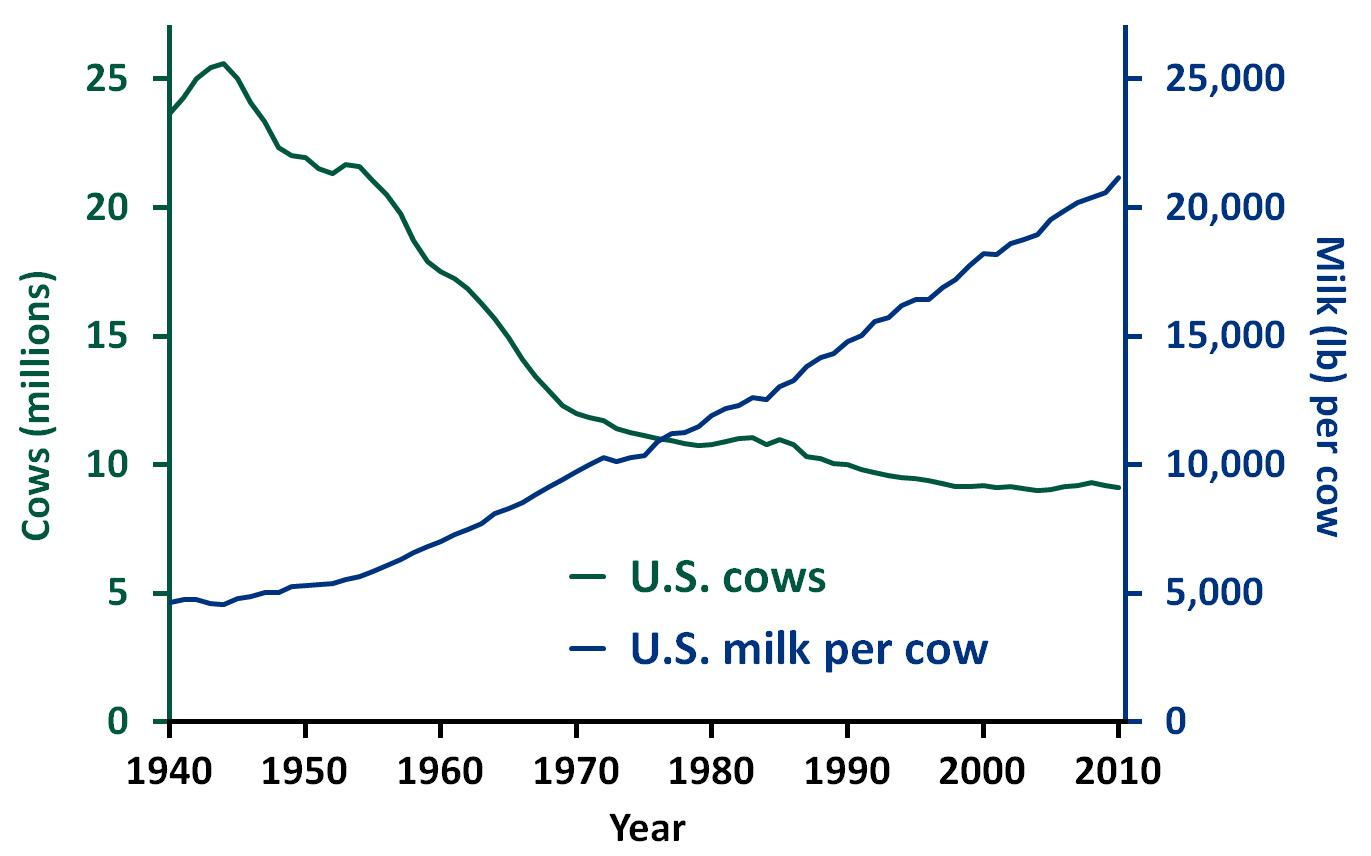 Cows (millions)
25
20
15
10
5
0
25,000
20,000
15,000
10,000
5,000
0
Milk (lb) per cow
U.S. cows
U.S. milk per cow
1940 1950 1960 1970 1980 1990 2000 2010
Year